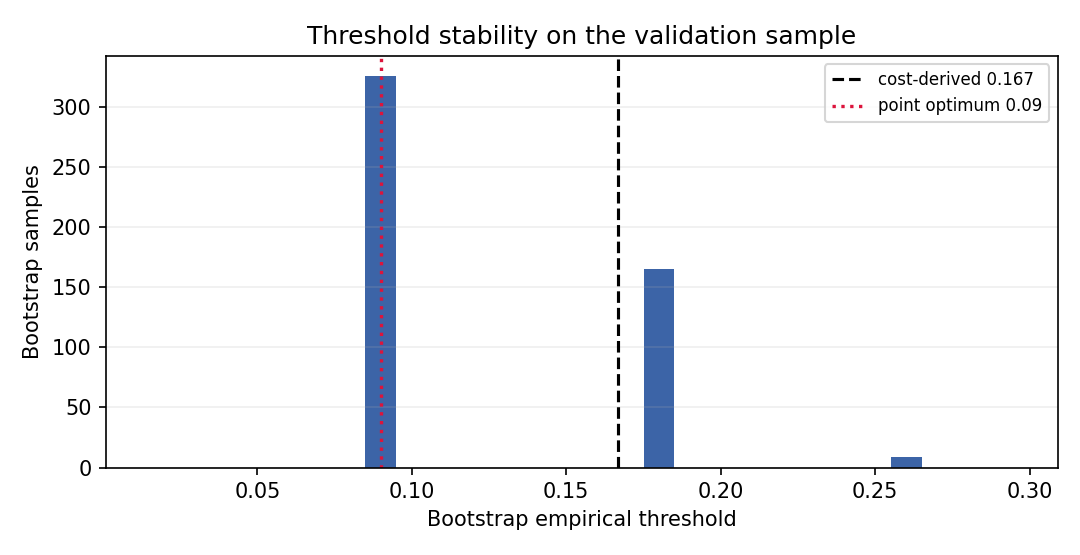 Threshold stability on the validation sample
cost-derived 0.167
point optimum 0.09
Bootstrap samples
300
250
200
150
100
50
0
0.05 0.10 0.15 0.20 0.25 0.30
Bootstrap empirical threshold